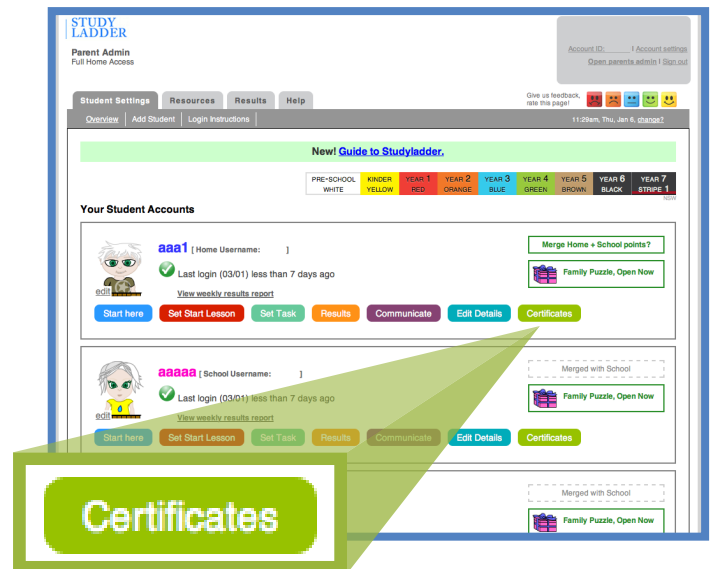 STUDY
LADDER
Parent Admin
Full Home Access
Account ID: | Account settings
Open parents admin | Sign out
Student Settings Resources Results Help
Give us feedback,
rate this page!
Overview Add Student Login Instructions
11:29am, Thu, Jan 6, change?
New! Guide to Studyladder.
PRE-SCHOOL WHITE
KINDER YELLOW
YEAR 1 RED
YEAR 2 ORANGE
YEAR 3 BLUE
YEAR 4 GREEN
YEAR 5 BROWN
YEAR 6 BLACK
YEAR 7 STRIPE 1
NSW
Your Student Accounts
aaa1 [ Home Username: ]
Merge Home + School points?
Last login (03/01) less than 7 days ago
Family Puzzle, Open Now
edit
View weekly results report
Start here Set Start Lesson Set Task Results Communicate Edit Details Certificates
aaaaa [ School Username: ]
Merged with School
Last login (03/01) less than 7 days ago
Family Puzzle, Open Now
edit
View weekly results report
Start here Set Start Lesson Set Task Results Communicate Edit Details Certificates
Merged with School
Family Puzzle, Open Now
Certificates